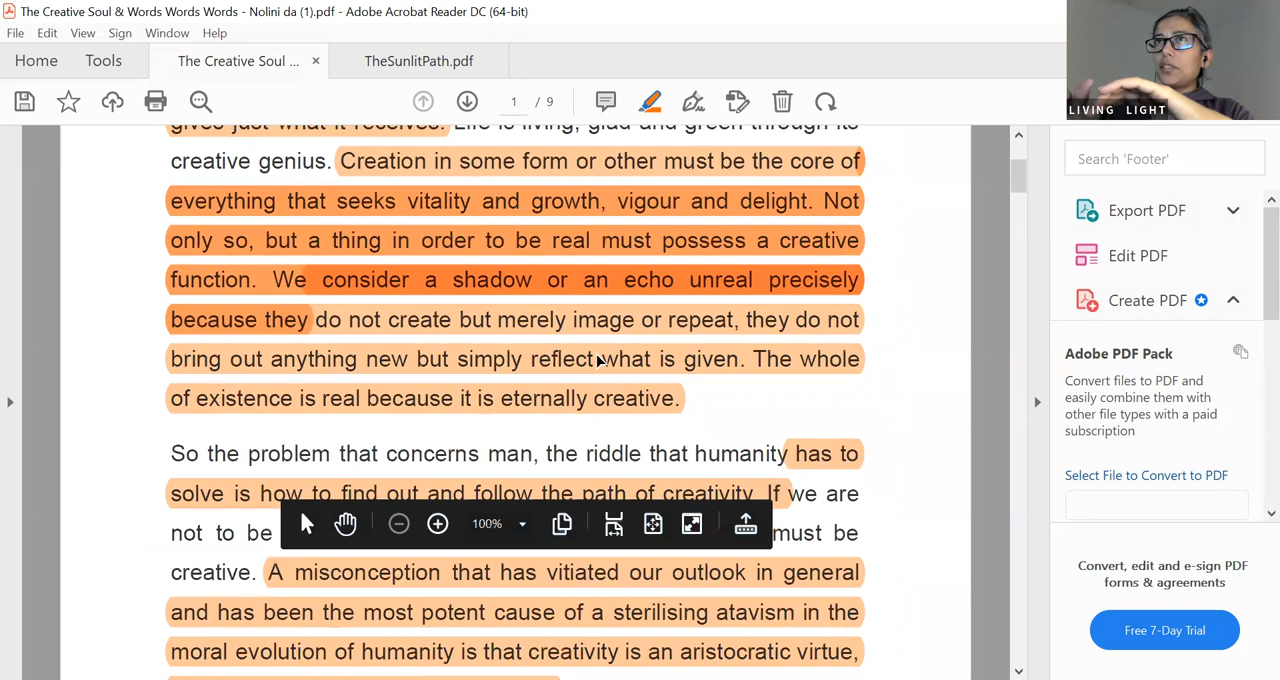 The Creative Soul & Words Words Words - Nolini da (1).pdf - Adobe Acrobat Reader DC (64-bit)
File Edit View Sign Window Help
Home Tools The Creative Soul ... × TheSunlitPath.pdf
1 / 9
LIVING LIGHT
gives just what it receives. Life is living, glad and green through its
creative genius. Creation in some form or other must be the core of
everything that seeks vitality and growth, vigour and delight. Not
only so, but a thing in order to be real must possess a creative
function. We consider a shadow or an echo unreal precisely
because they do not create but merely image or repeat, they do not
bring out anything new but simply reflect what is given. The whole
of existence is real because it is eternally creative.
So the problem that concerns man, the riddle that humanity has to
solve is how to find out and follow the path of creativity. If we are
not to be must be
creative. A misconception that has vitiated our outlook in general
and has been the most potent cause of a sterilising atavism in the
moral evolution of humanity is that creativity is an aristocratic virtue,
100%
Search 'Footer'
Export PDF
Edit PDF
Create PDF
Adobe PDF Pack
Convert files to PDF and
easily combine them with
other file types with a paid
subscription
Select File to Convert to PDF
Convert, edit and e-sign PDF
forms & agreements
Free 7-Day Trial